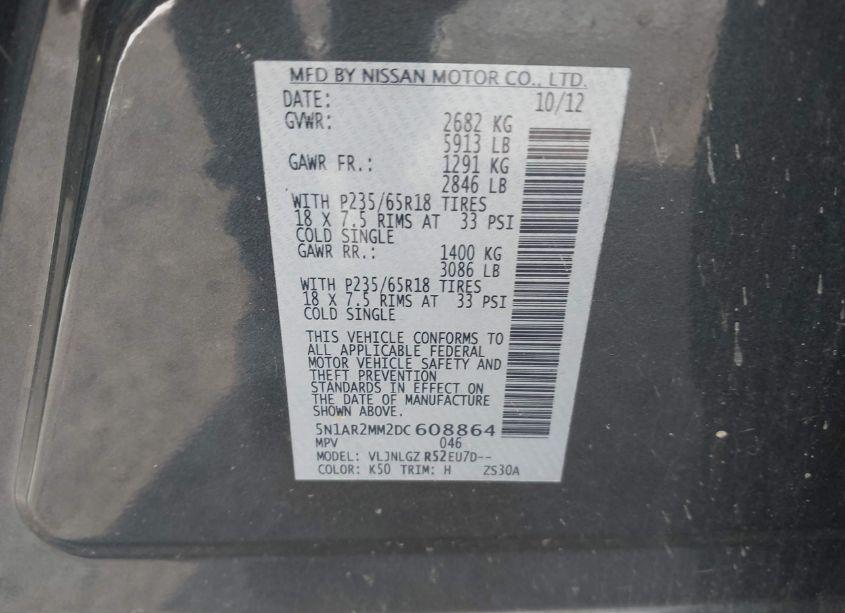 MFD BY NISSAN MOTOR CO., LTD.
DATE: 10/12
GVWR: 2682 KG
5913 LB
GAWR FR.: 1291 KG
2846 LB
WITH P235/65R18 TIRES
18 X 7.5 RIMS AT 33 PSI
COLD SINGLE
GAWR RR.: 1400 KG
3086 LB
WITH P235/65R18 TIRES
18 X 7.5 RIMS AT 33 PSI
COLD SINGLE
THIS VEHICLE CONFORMS TO
ALL APPLICABLE FEDERAL
MOTOR VEHICLE SAFETY AND
THEFT PREVENTION
STANDARDS IN EFFECT ON
THE DATE OF MANUFACTURE
SHOWN ABOVE.
5N1AR2MM2DC608864
MPV 046
MODEL: VLJNLGZ R52EU7D--
COLOR: K50 TRIM: H ZS30A